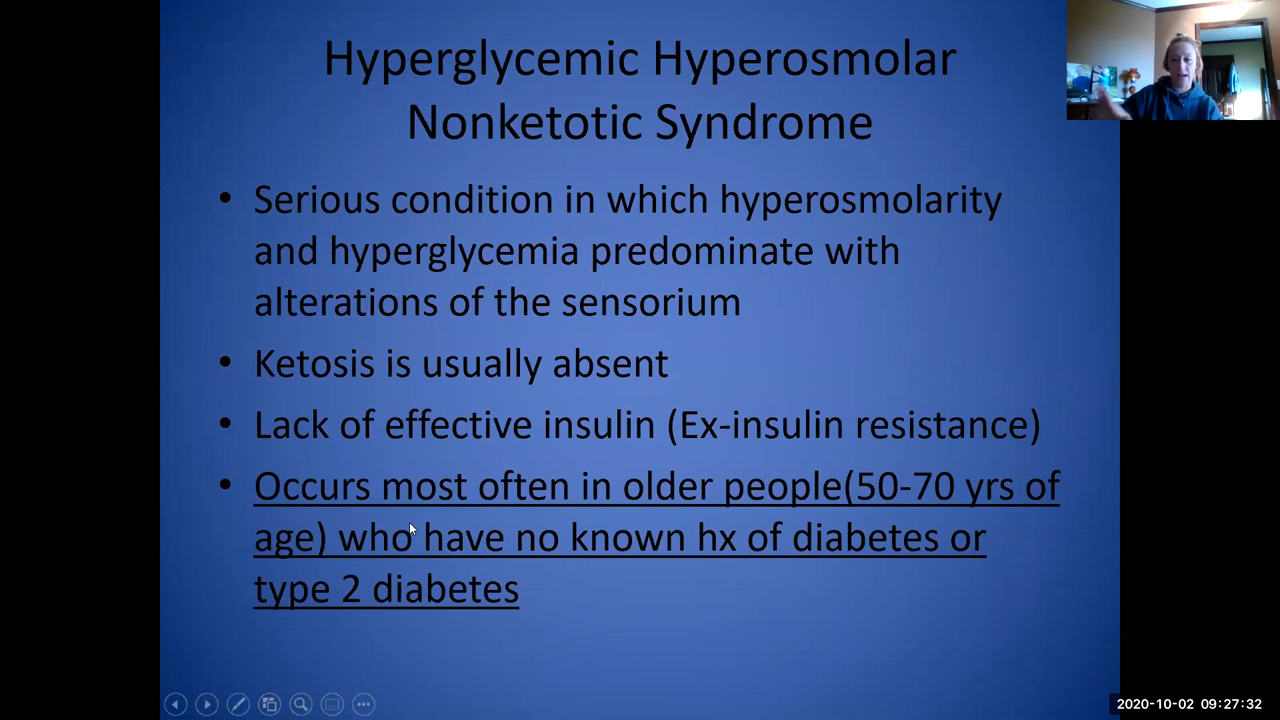 Hyperglycemic Hyperosmolar
Nonketotic Syndrome
• Serious condition in which hyperosmolarity
and hyperglycemia predominate with
alterations of the sensorium
• Ketosis is usually absent
• Lack of effective insulin (Ex-insulin resistance)
• Occurs most often in older people(50-70 yrs of
age) who have no known hx of diabetes or
type 2 diabetes
2020-10-02 09:27:32